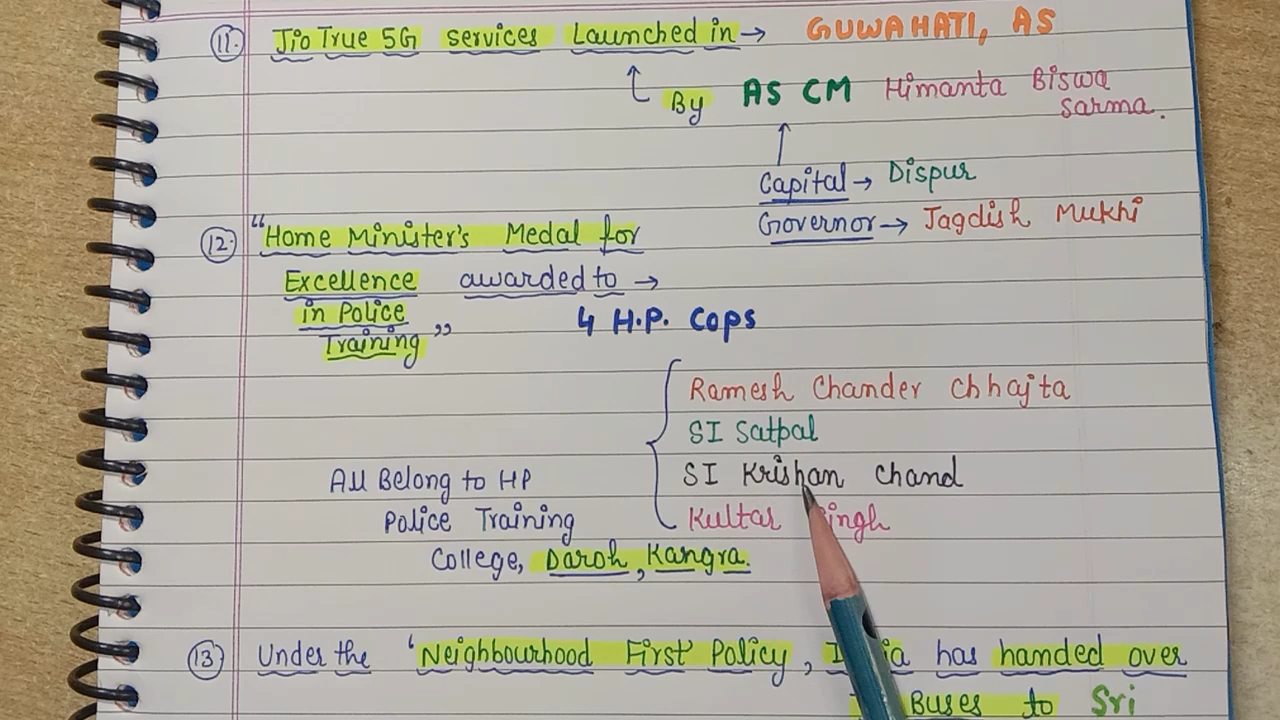 11. Jio True 5G services Launched in → GUWAHATI, AS
By AS CM Himanta Biswa
Sarma.
Capital → Dispur
Governor → Jagdish Mukhi
12. "Home Minister's Medal for
Excellence awarded to →
in Police
Training"
4 H.P. Cops
Ramesh Chander Chhajta
SI Satpal
SI Krishan Chand
Kultar Singh
All Belong to HP
Police Training
College, Daroh, Kangra.
13. Under the 'Neighbourhood First' Policy, India has handed over
Buses to Sri